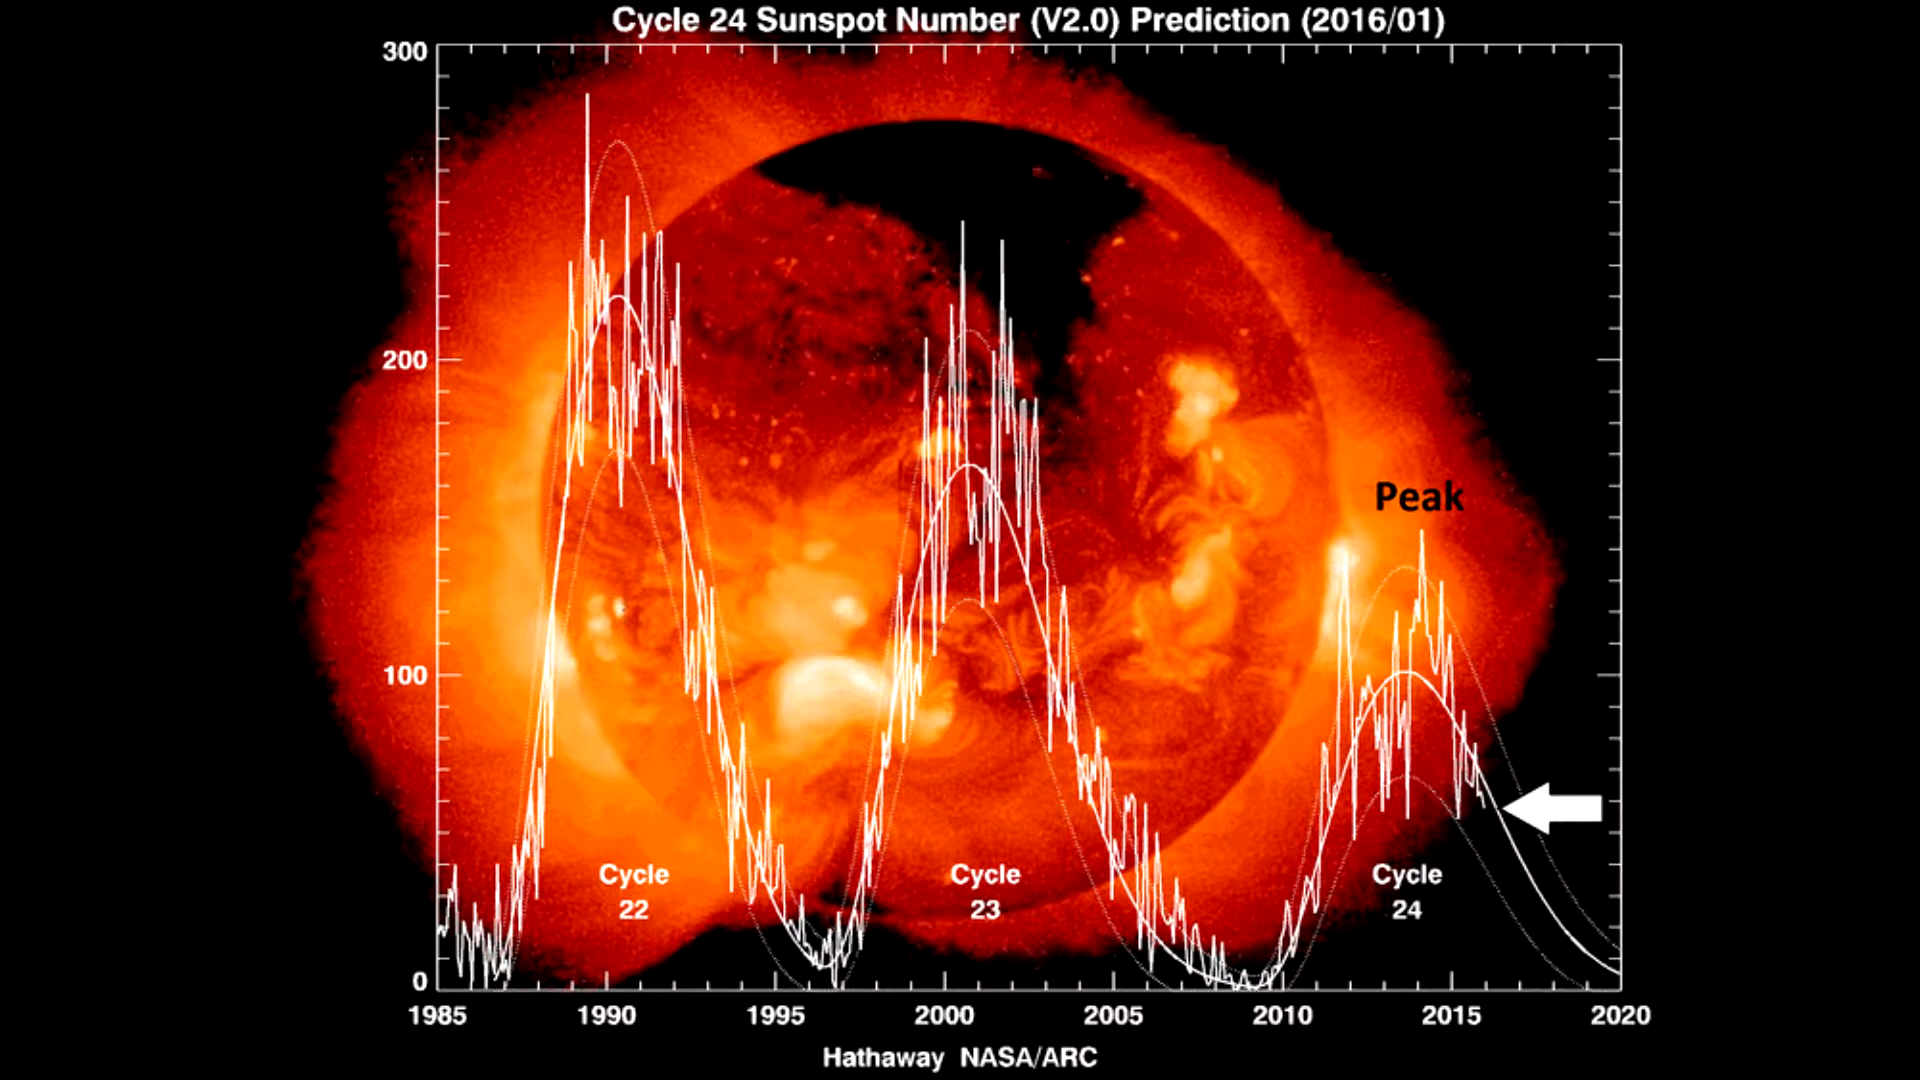 Cycle 24 Sunspot Number (V2.0) Prediction (2016/01)
300
200
100
0
Peak
Cycle
22
Cycle
23
Cycle
24
1985 1990 1995 2000 2005 2010 2015 2020
Hathaway NASA/ARC